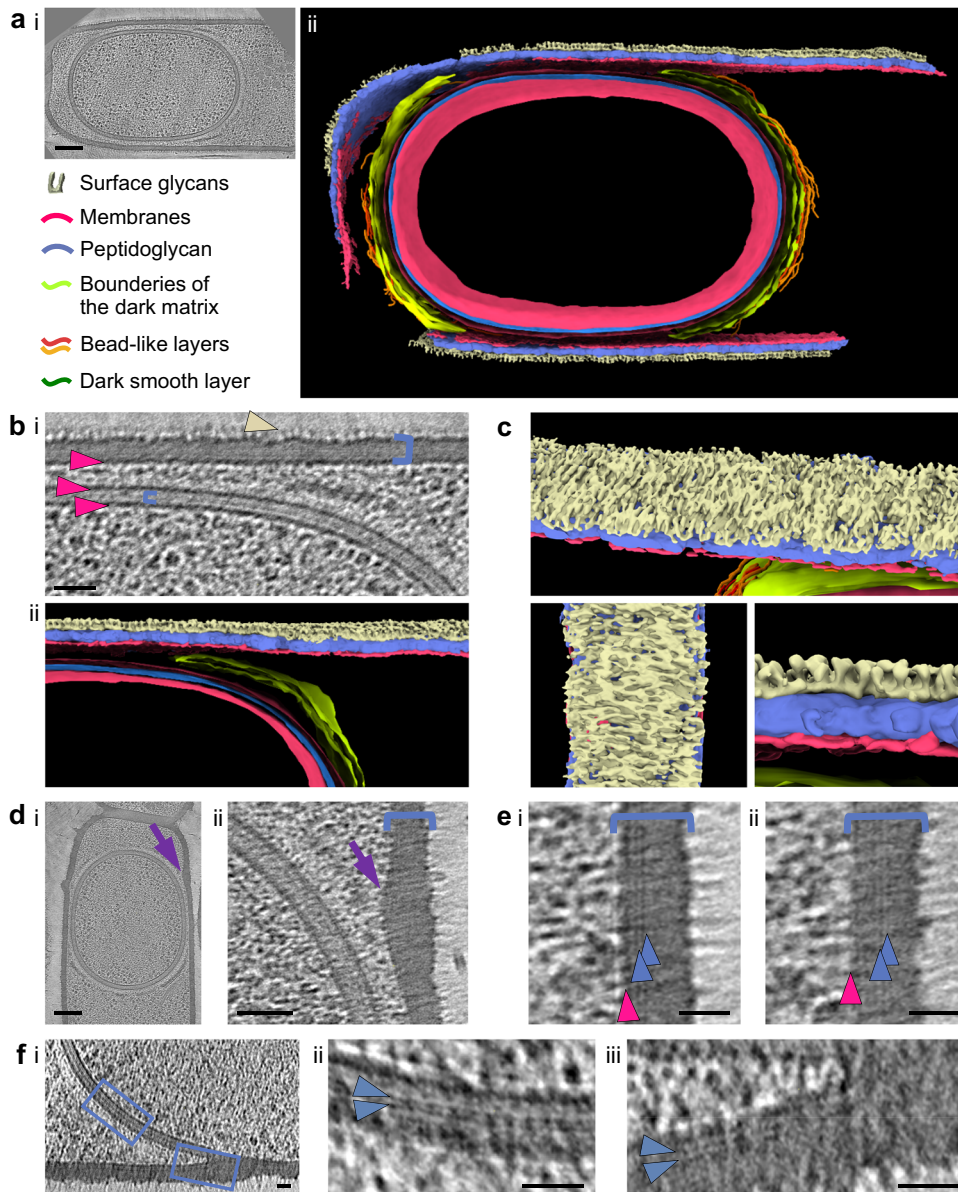 a i
ii
Surface glycans
Membranes
Peptidoglycan
Bounderies of
the dark matrix
Bead-like layers
Dark smooth layer
b i
ii
c
d i
ii
e i
ii
f i
ii
iii